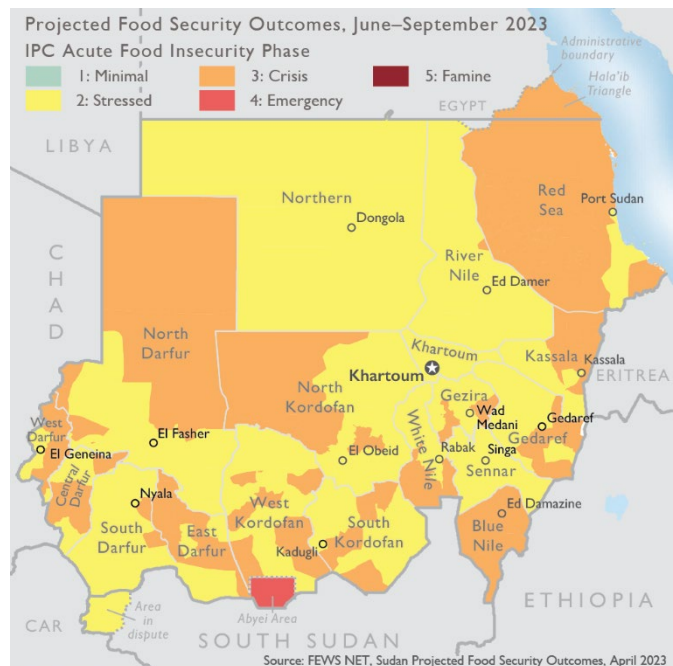 Projected Food Security Outcomes, June–September 2023
IPC Acute Food Insecurity Phase
1: Minimal
3: Crisis
5: Famine
2: Stressed
4: Emergency
Administrative
boundary
Hala'ib
Triangle
EGYPT
LIBYA
Northern
Dongola
Red
Sea
Port Sudan
River
Nile
Ed Damer
CHAD
North
Darfur
Khartoum
Khartoum
Kassala
Kassala
ERITREA
North
Kordofan
Gezira
Wad
Medani
Gedaref
Gedaref
West
Darfur
El Geneina
El Fasher
El Obeid
White Nile
Rabak
Singa
Sennar
Central
Darfur
Nyala
South
Darfur
East
Darfur
West
Kordofan
Kadugli
South
Kordofan
Ed Damazine
Blue
Nile
Area
in
dispute
Abyei Area
CAR
SOUTH SUDAN
ETHIOPIA
Source: FEWS NET, Sudan Projected Food Security Outcomes, April 2023